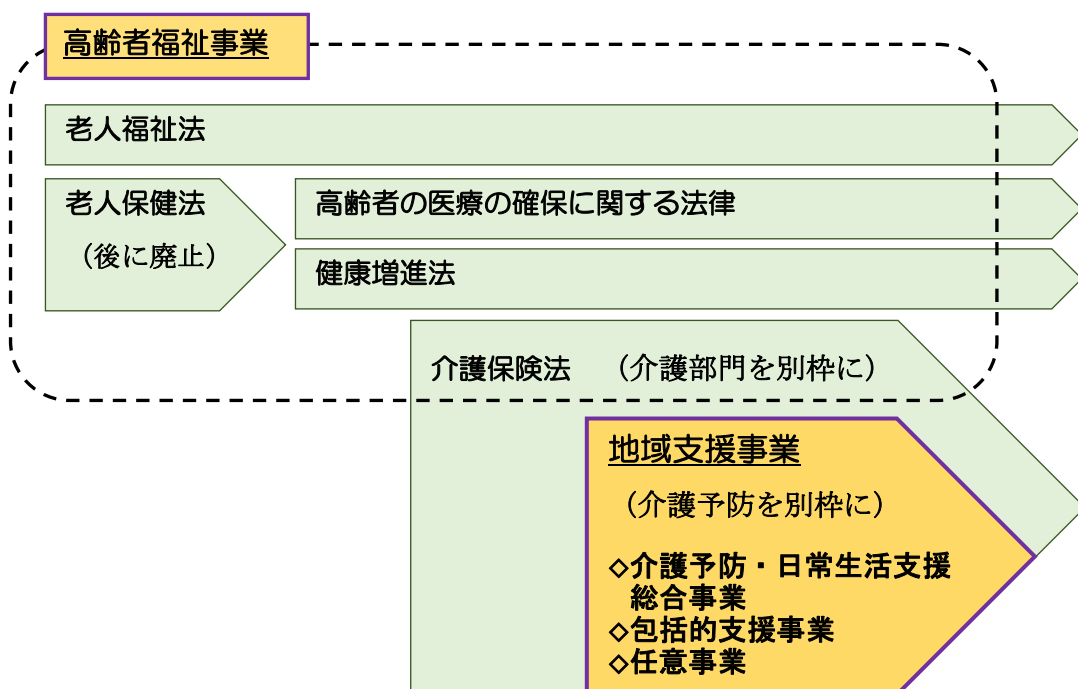 高齢者福祉事業
老人福祉法
老人保健法
（後に廃止）
高齢者の医療の確保に関する法律
健康増進法
介護保険法　（介護部門を別枠に）
地域支援事業
（介護予防を別枠に）
◇介護予防・日常生活支援
総合事業
◇包括的支援事業
◇任意事業